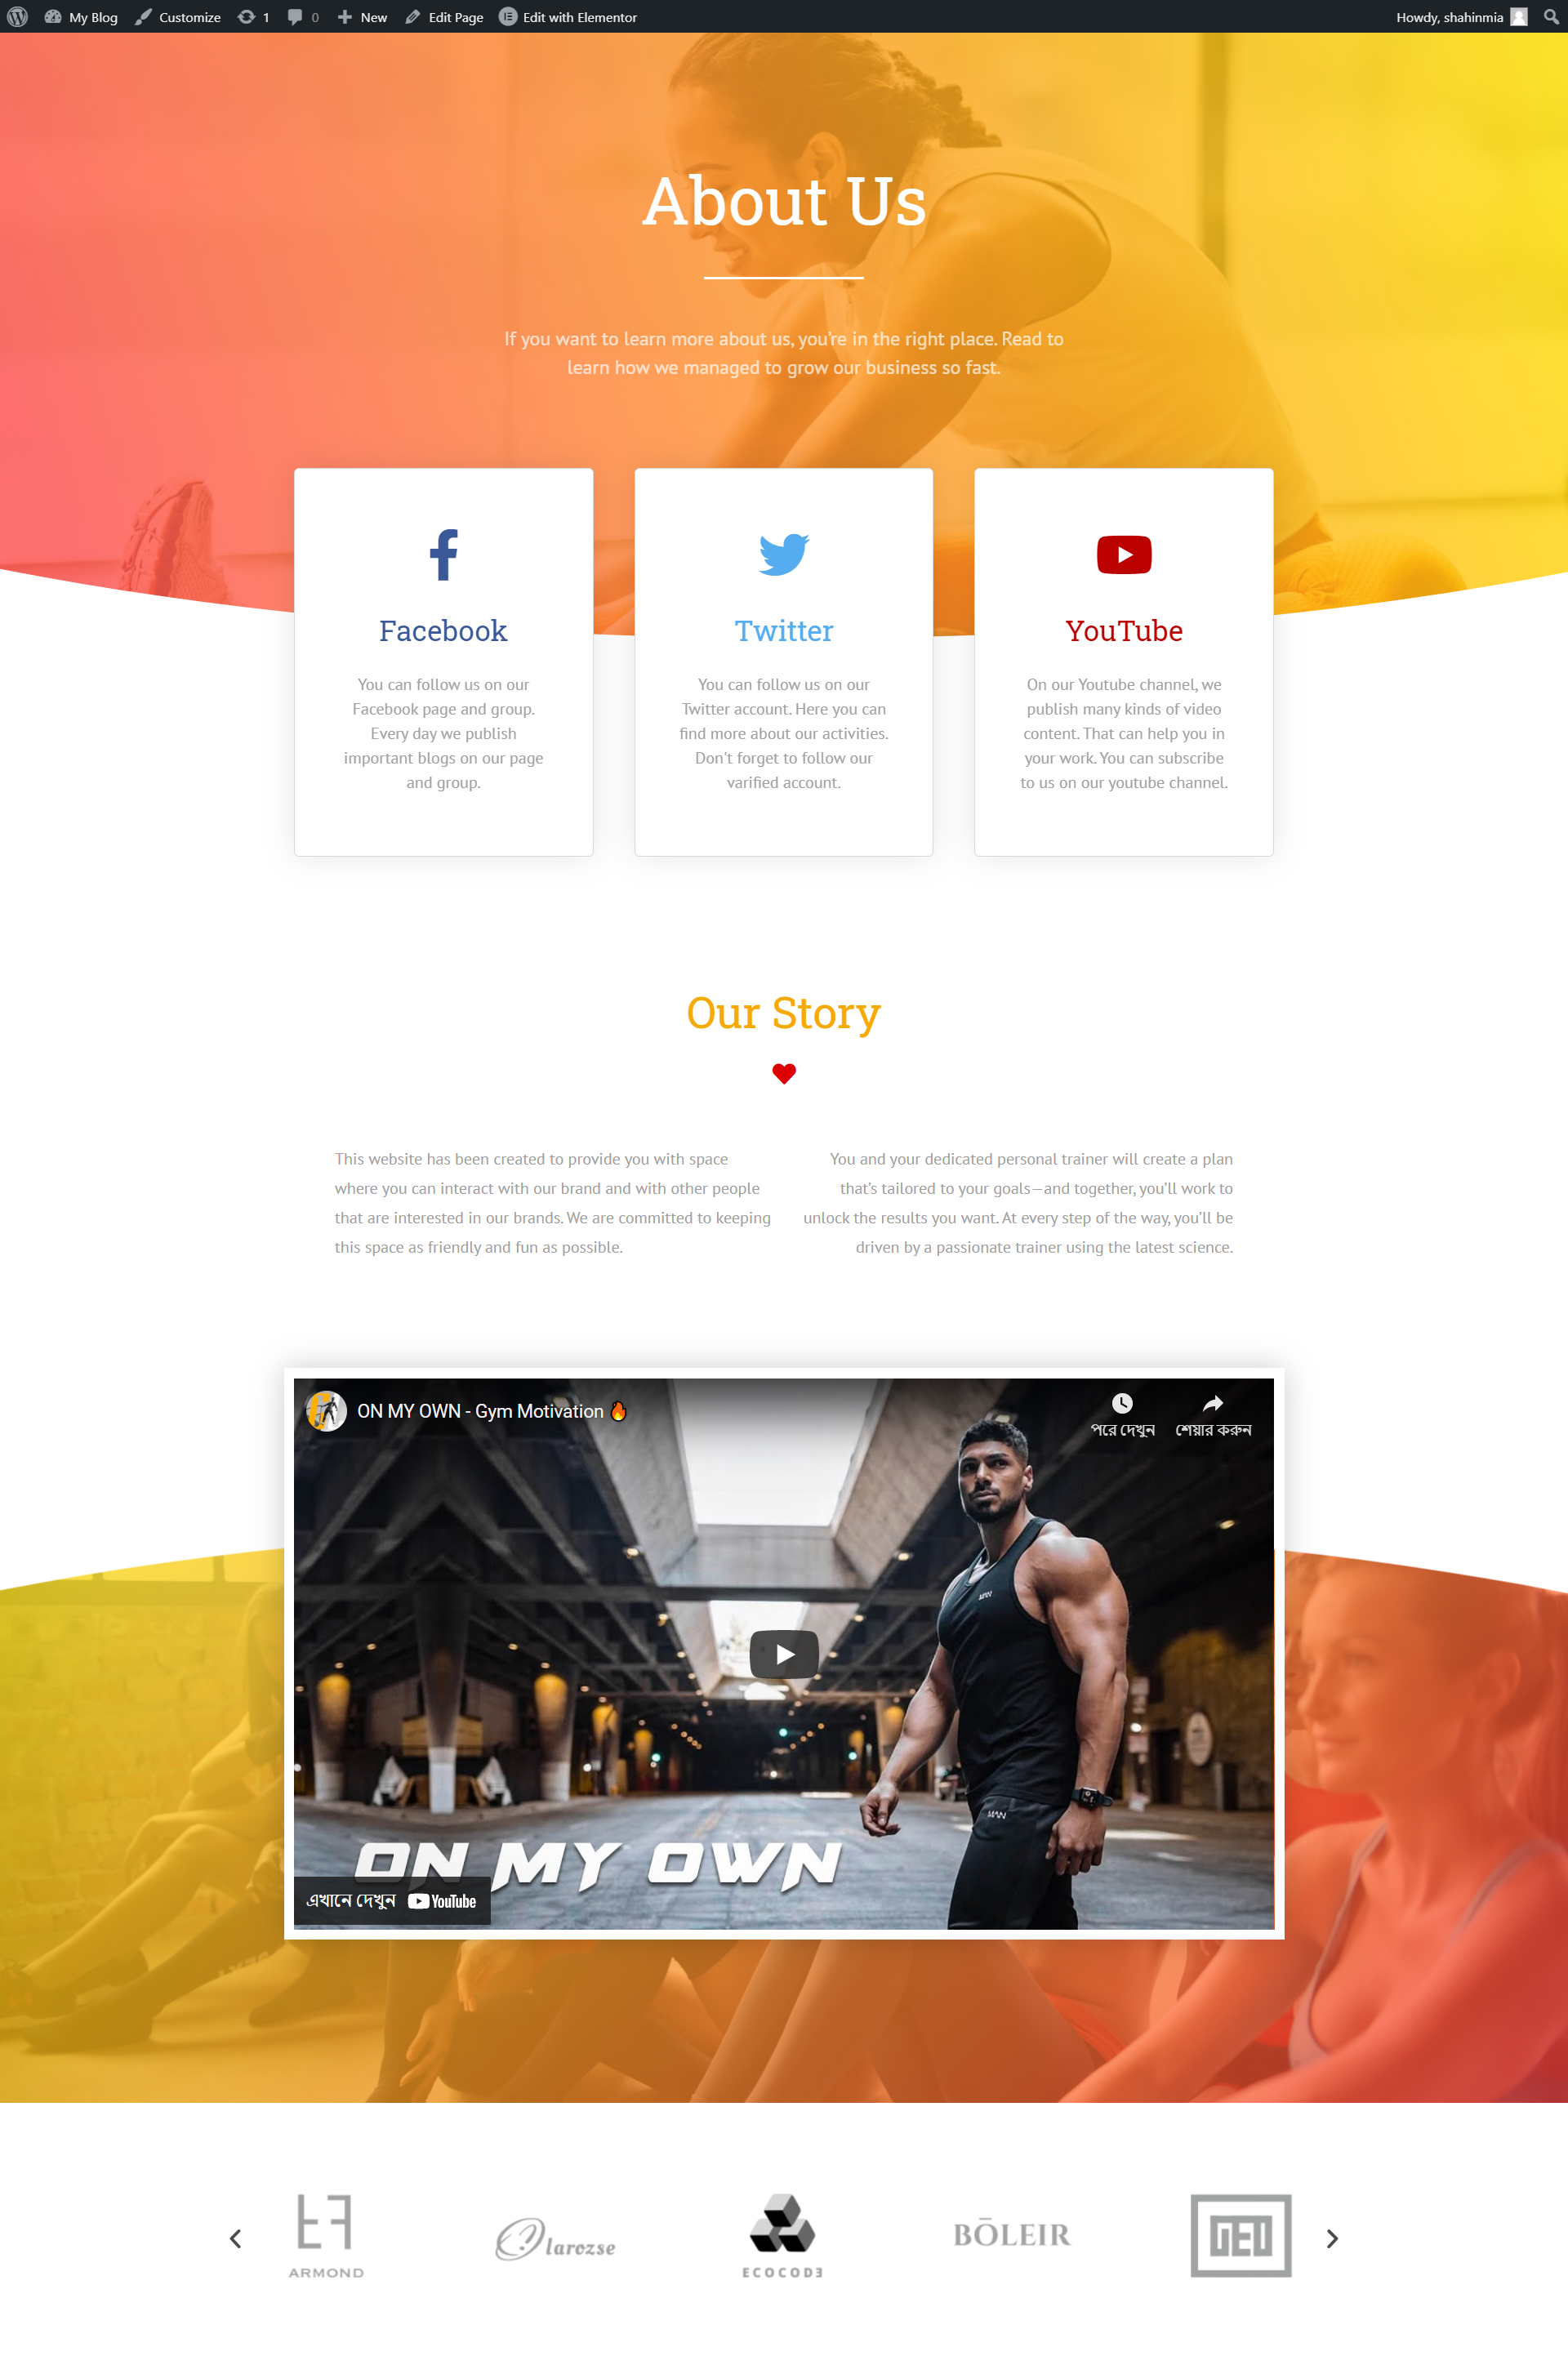 My Blog
Customize
1
0
New
Edit Page
Edit with Elementor
Howdy, shahinmia
About Us
If you want to learn more about us, you're in the right place. Read to
learn how we managed to grow our business so fast.
Facebook
You can follow us on our
Facebook page and group.
Every day we publish
important blogs on our page
and group.
Twitter
You can follow us on our
Twitter account. Here you can
find more about our activities.
Don't forget to follow our
varified account.
YouTube
On our Youtube channel, we
publish many kinds of video
content. That can help you in
your work. You can subscribe
to us on our youtube channel.
Our Story
This website has been created to provide you with space
where you can interact with our brand and with other people
that are interested in our brands. We are committed to keeping
this space as friendly and fun as possible.
You and your dedicated personal trainer will create a plan
that's tailored to your goals—and together, you'll work to
unlock the results you want. At every step of the way, you'll be
driven by a passionate trainer using the latest science.
ON MY OWN - Gym Motivation 🔥
পরে দেখুন
শেয়ার করুন
MAN
MAN
ON MY OWN
এখানে দেখুন YouTube
ARMOND
Olarozse
ECOCODE
BŌLEIR
GEO